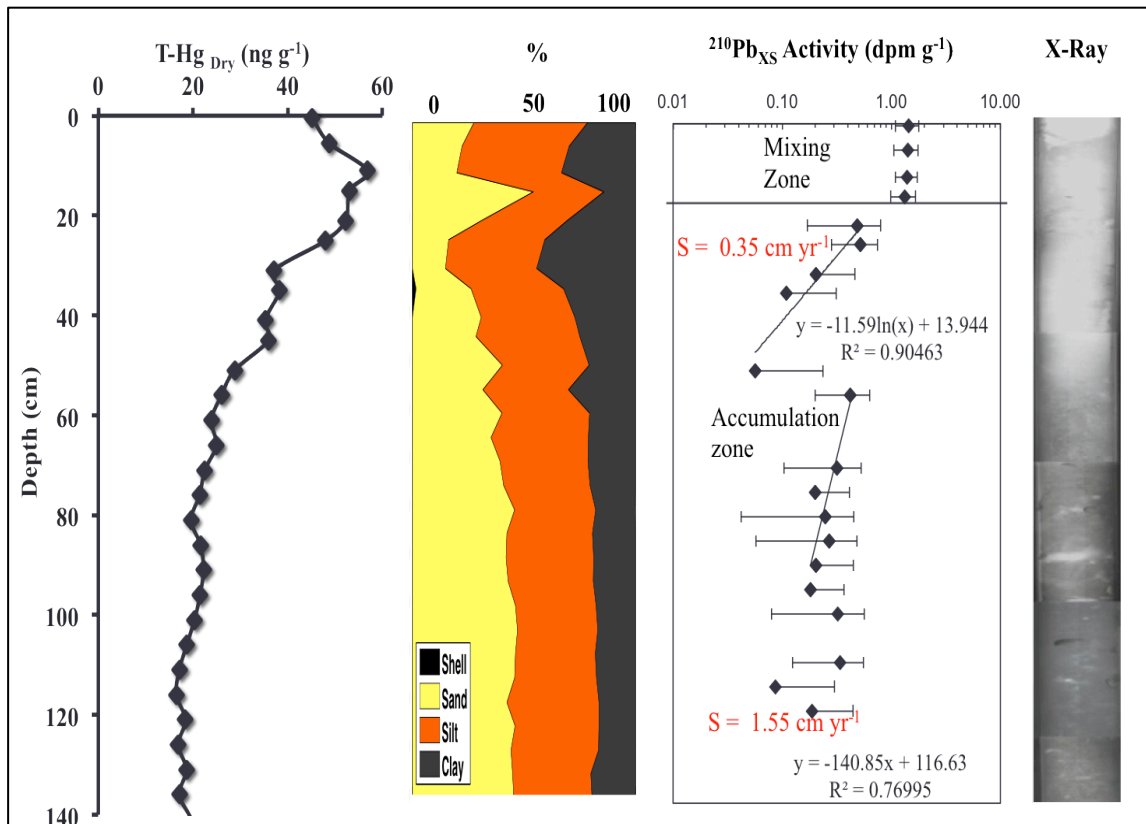 T-Hg Dry (ng g-1)
0 20 40 60
Depth (cm)
0
20
40
60
80
100
120
140
%
0 50 100
Shell
Sand
Silt
Clay
210PbXS Activity (dpm g-1)
0.01 0.10 1.00 10.00
Mixing
Zone
S = 0.35 cm yr-1
y = -11.59ln(x) + 13.944
R² = 0.90463
Accumulation
zone
S = 1.55 cm yr-1
y = -140.85x + 116.63
R² = 0.76995
X-Ray